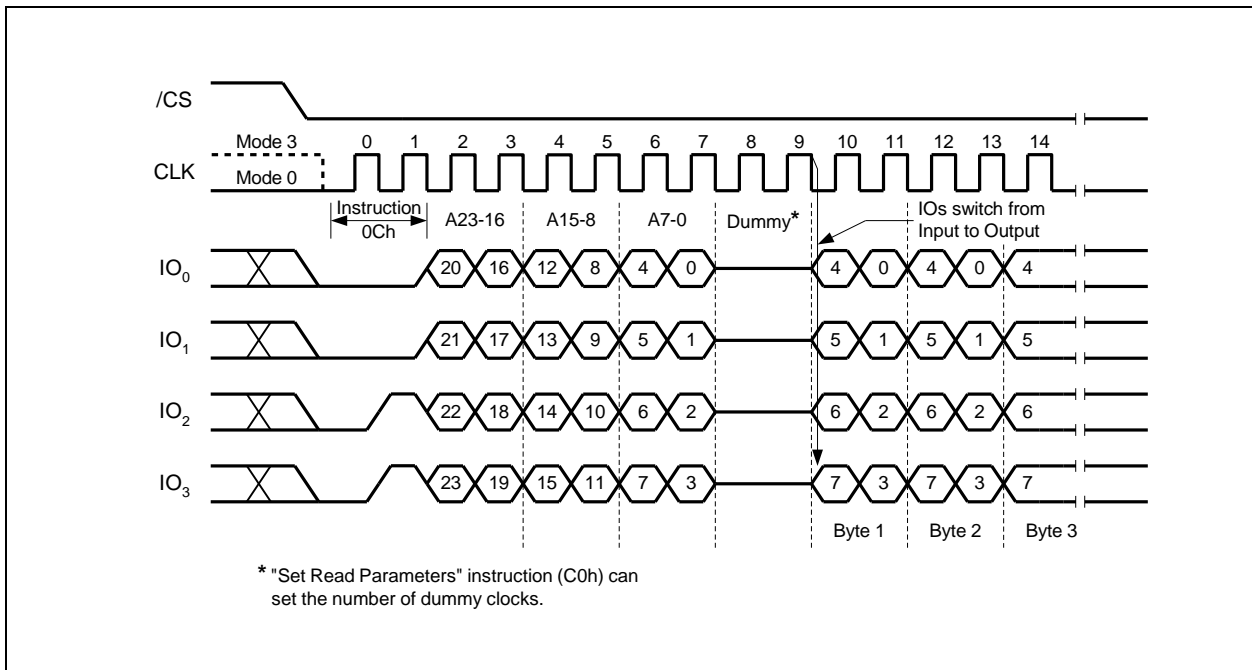 /CS
Mode 3
0 1 2 3 4 5 6 7 8 9 10 11 12 13 14
CLK
Mode 0
Instruction
0Ch
A23-16 A15-8 A7-0 Dummy*
IOs switch from
Input to Output
IO0 20 16 12 8 4 0 4 0 4 0 4
IO1 21 17 13 9 5 1 5 1 5 1 5
IO2 22 18 14 10 6 2 6 2 6 2 6
IO3 23 19 15 11 7 3 7 3 7 3 7
Byte 1 Byte 2 Byte 3
* "Set Read Parameters" instruction (C0h) can
set the number of dummy clocks.